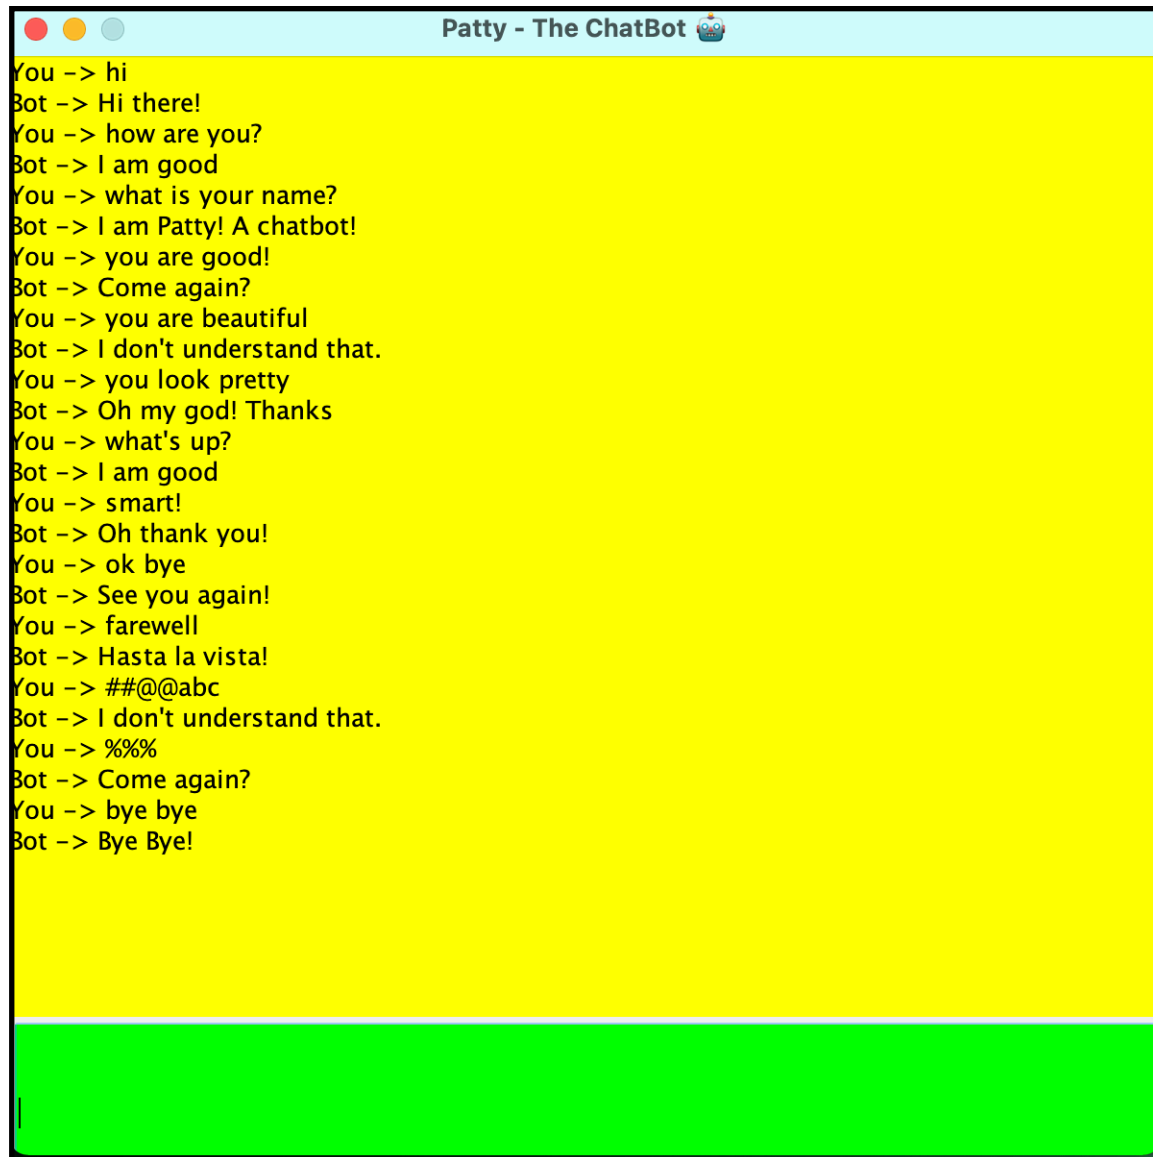 Patty - The ChatBot 🤖
You -> hi
Bot -> Hi there!
You -> how are you?
Bot -> I am good
You -> what is your name?
Bot -> I am Patty! A chatbot!
You -> you are good!
Bot -> Come again?
You -> you are beautiful
Bot -> I don't understand that.
You -> you look pretty
Bot -> Oh my god! Thanks
You -> what's up?
Bot -> I am good
You -> smart!
Bot -> Oh thank you!
You -> ok bye
Bot -> See you again!
You -> farewell
Bot -> Hasta la vista!
You -> ##@@abc
Bot -> I don't understand that.
You -> %%%
Bot -> Come again?
You -> bye bye
Bot -> Bye Bye!